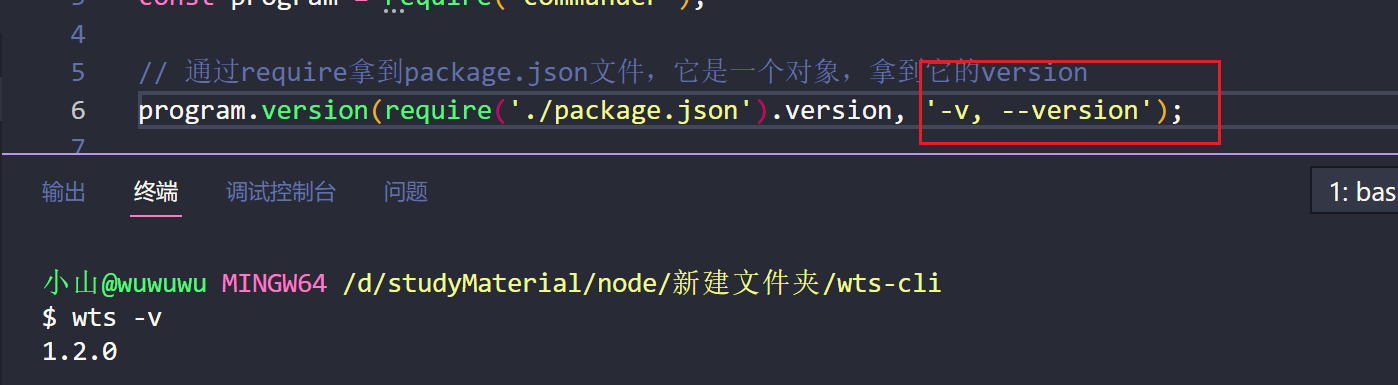 3 const program = require('commander');
4
5 // 通过require拿到package.json文件，它是一个对象，拿到它的version
6 program.version(require('./package.json').version, '-v, --version');
7
输出 终端 调试控制台 问题 1: bas
小山@wuwuwu MINGW64 /d/studyMaterial/node/新建文件夹/wts-cli
$ wts -v
1.2.0